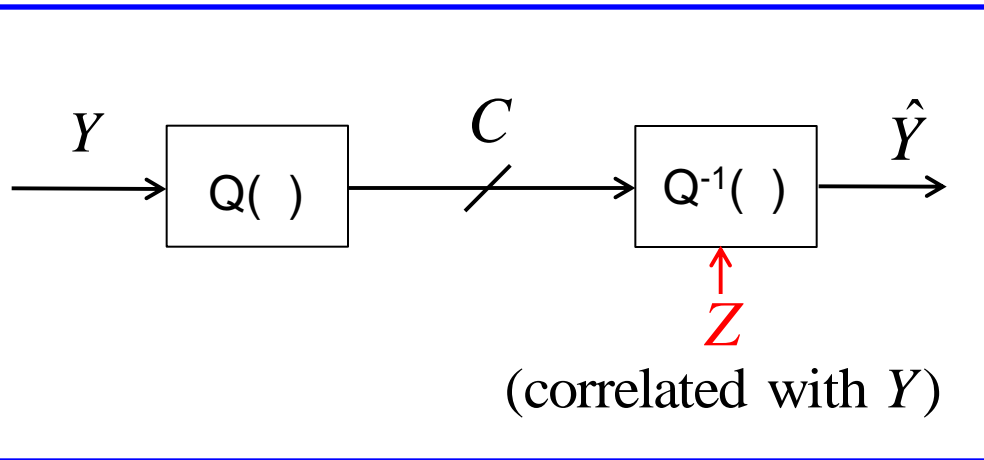 Y
C
Ŷ
Q( )
Q⁻¹( )
Z
(correlated with Y)